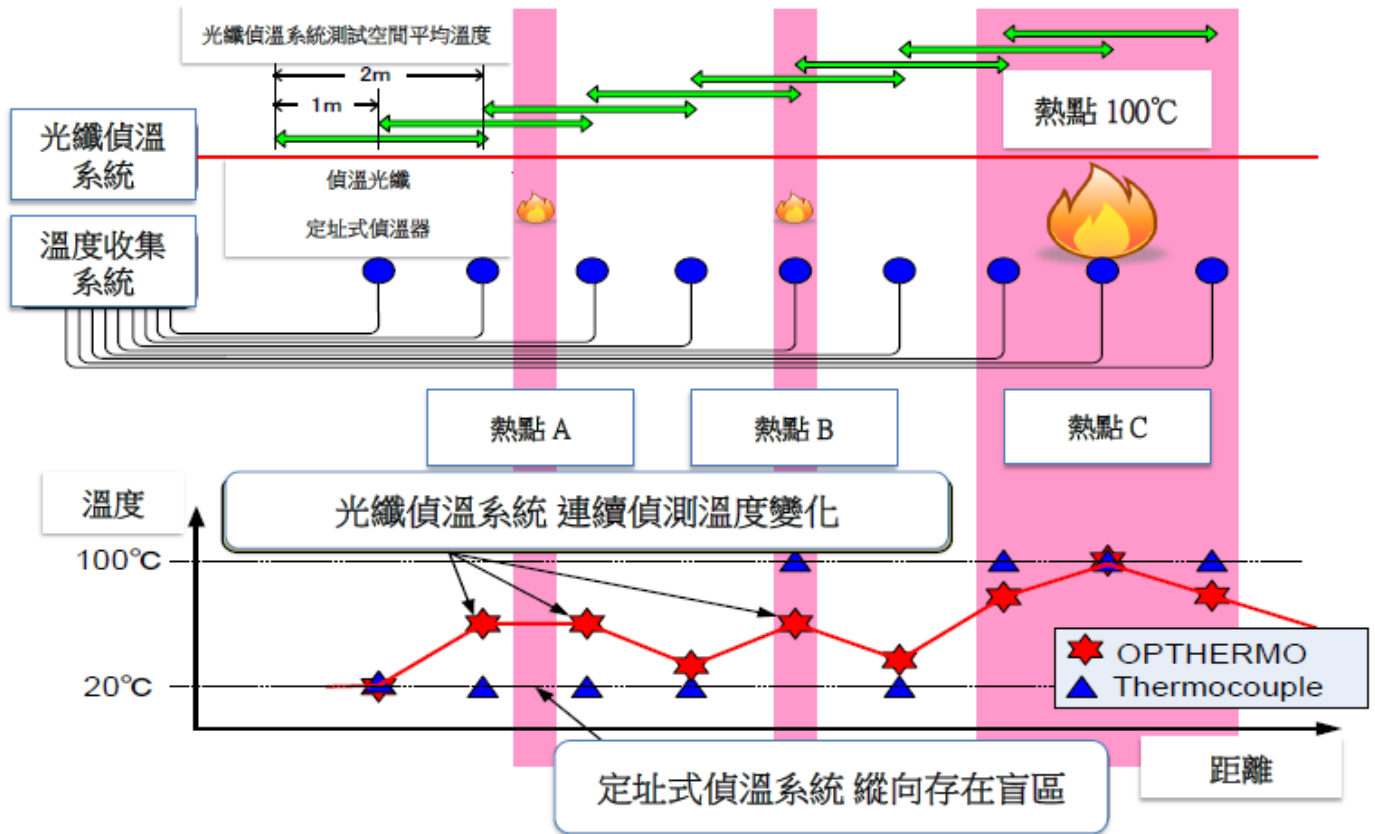 光纖偵溫系統測試空間平均溫度
2m
1m
熱點 100℃
光纖偵溫
系統
偵溫光纖
定址式偵溫器
溫度收集
系統
熱點 A
熱點 B
熱點 C
溫度
光纖偵溫系統 連續偵測溫度變化
100℃
20℃
OPTHERMO
Thermocouple
定址式偵溫系統 縱向存在盲區
距離